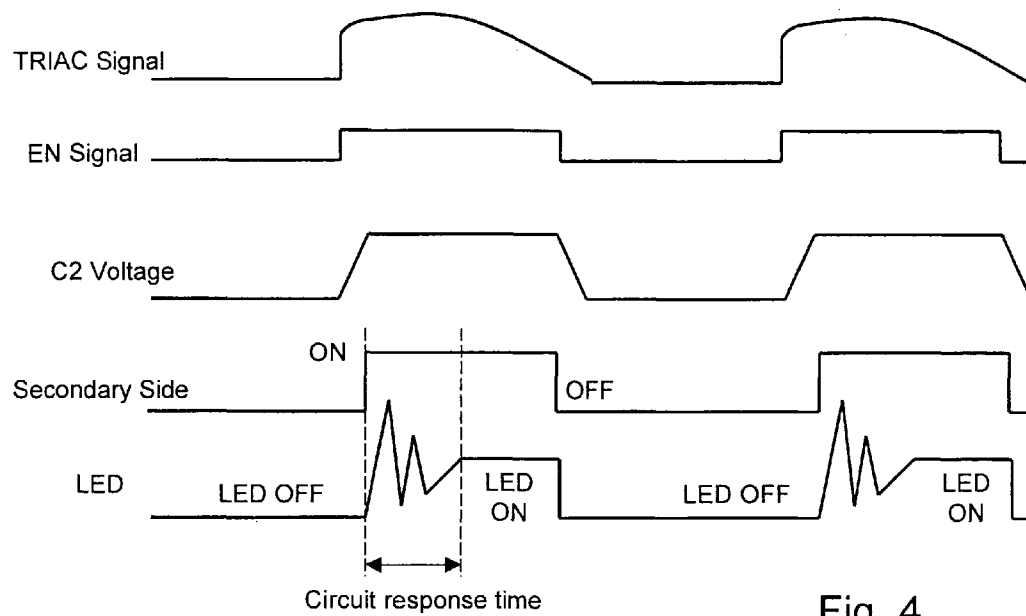 TRIAC Signal
EN Signal
C2 Voltage
ON
Secondary Side
OFF
LED
LED OFF
LED
ON
LED OFF
LED
ON
Circuit response time
Fig. 4